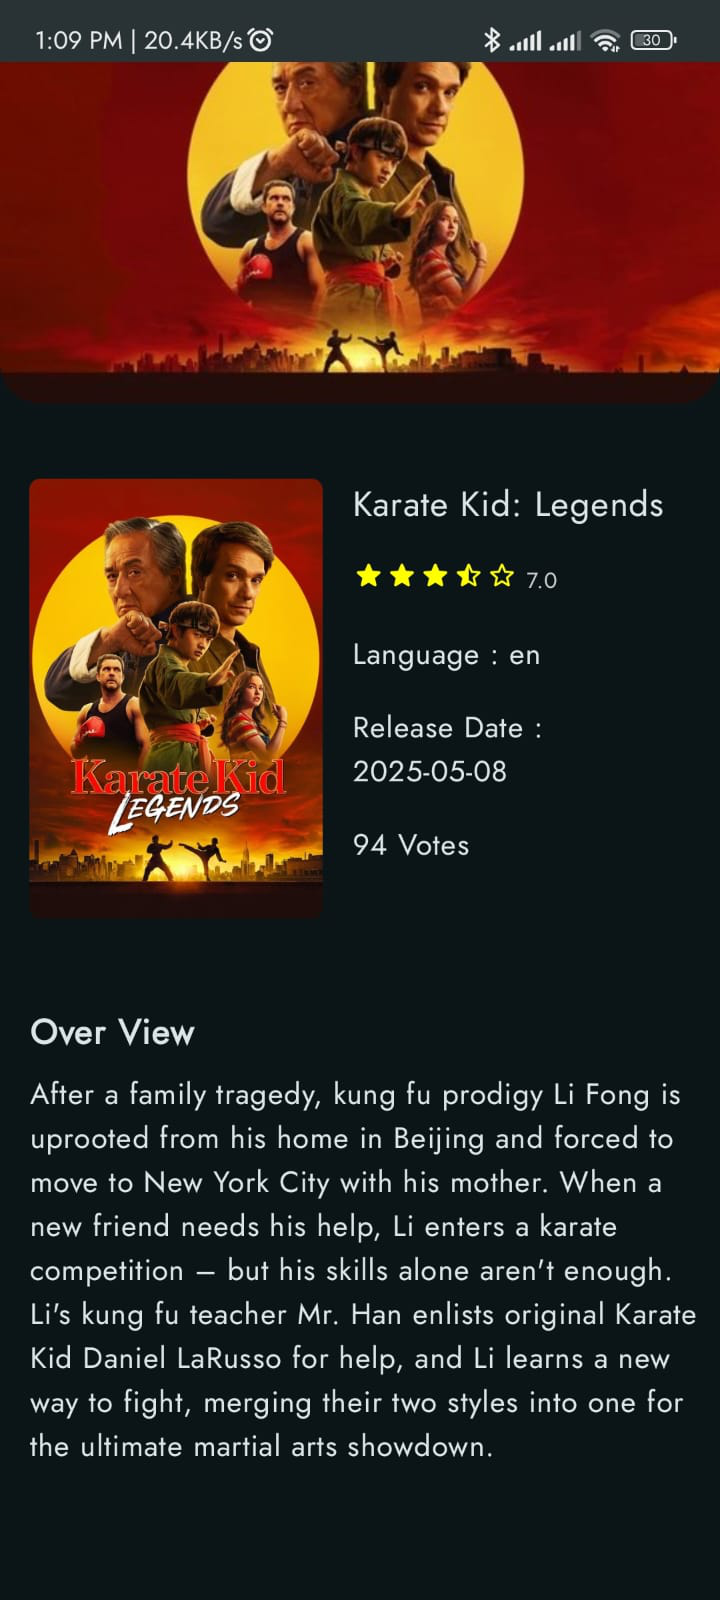 1:09 PM | 20.4KB/s
30
Karate Kid
LEGENDS
Karate Kid: Legends
7.0
Language : en
Release Date :
2025-05-08
94 Votes
Over View
After a family tragedy, kung fu prodigy Li Fong is
uprooted from his home in Beijing and forced to
move to New York City with his mother. When a
new friend needs his help, Li enters a karate
competition – but his skills alone aren't enough.
Li's kung fu teacher Mr. Han enlists original Karate
Kid Daniel LaRusso for help, and Li learns a new
way to fight, merging their two styles into one for
the ultimate martial arts showdown.